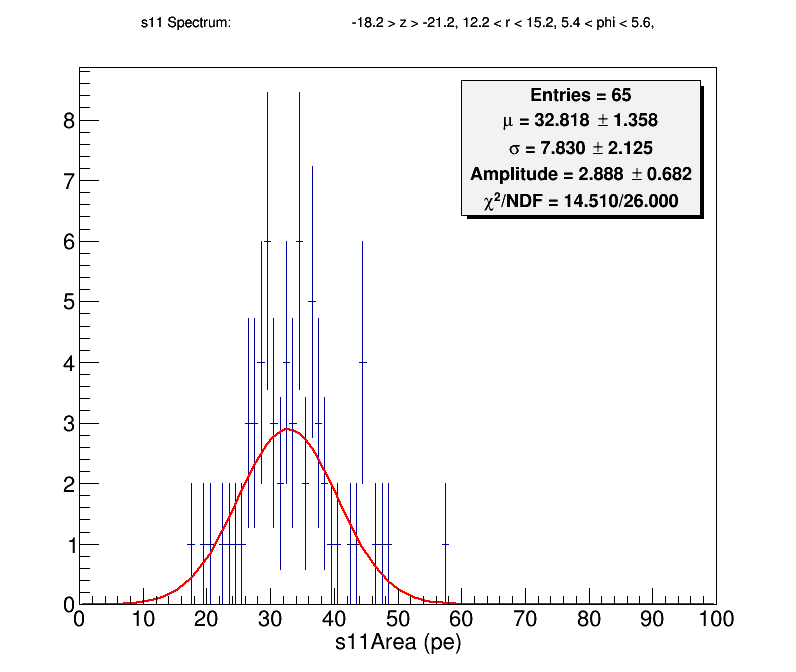 s11 Spectrum: -18.2 > z > -21.2, 12.2 < r < 15.2, 5.4 < phi < 5.6,
Entries = 65
μ = 32.818 ± 1.358
σ = 7.830 ± 2.125
Amplitude = 2.888 ± 0.682
χ²/NDF = 14.510/26.000
8
7
6
5
4
3
2
1
0
0 10 20 30 40 50 60 70 80 90 100
s11Area (pe)